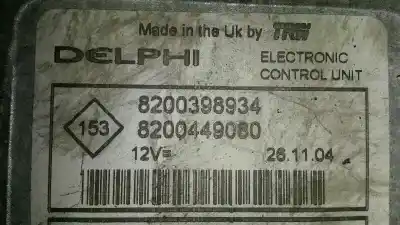 Made in the Uk by TRW
DELPHI
ELECTRONIC
CONTROL UNIT
153
8200398934
8200449080
12V=
26.11.04